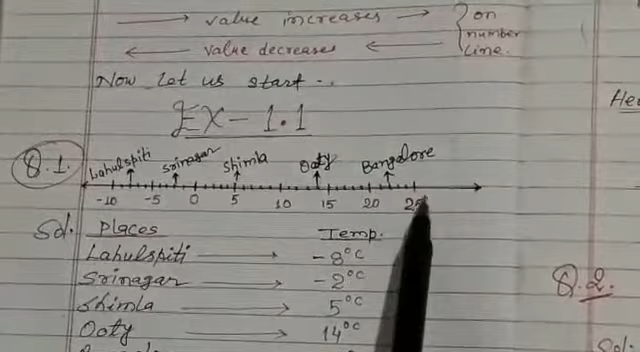 → value increases → } on number line.
← value decreases ←
Now let us start..
Ex-1.1
Q.1. Lahulspiti Srinagar Shimla Ooty Bangalore
-10 -5 0 5 10 15 20 25
Sol. Places Temp.
Lahulspiti → -8°C
Srinagar → -2°C
Shimla → 5°C
Ooty → 14°C
Q.2.